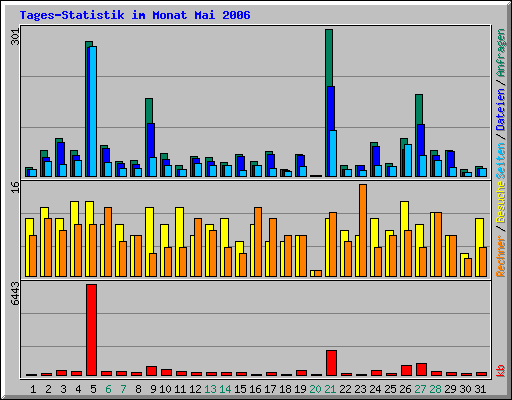 Tages-Statistik im Monat Mai 2006
301
16
6443
Rechner / Besuche Seiten / Dateien / Anfragen
kb
1 2 3 4 5 6 7 8 9 10 11 12 13 14 15 16 17 18 19 20 21 22 23 24 25 26 27 28 29 30 31